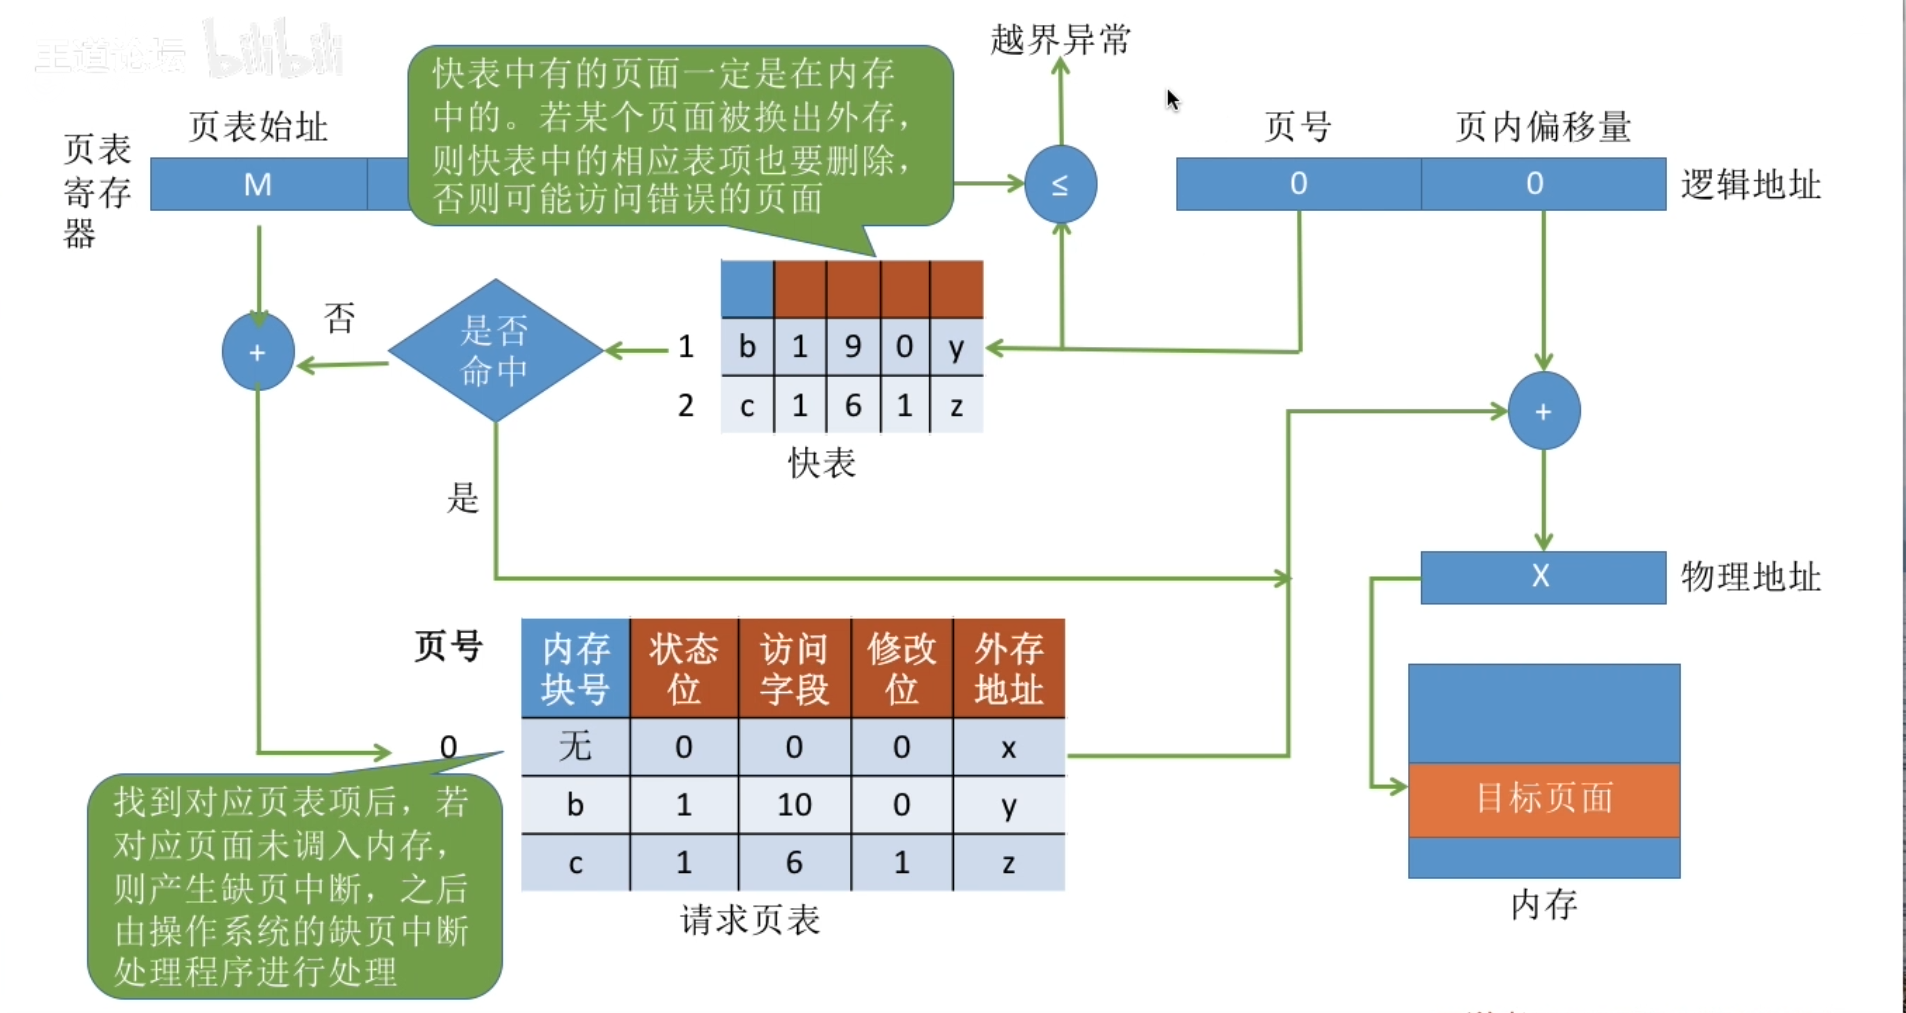 王道论坛 bilibili
越界异常
快表中有的页面一定是在内存
中的。若某个页面被换出外存，
则快表中的相应表项也要删除，
否则可能访问错误的页面
页表
寄存
器
页表始址
M
≤
页号 页内偏移量
0 0
逻辑地址
+
否
是否
命中
是
1 b 1 9 0 y
2 c 1 6 1 z
快表
+
X
物理地址
页号
内存
块号
状态
位
访问
字段
修改
位
外存
地址
0 无 0 0 0 x
b 1 10 0 y
c 1 6 1 z
请求页表
找到对应页表项后，若
对应页面未调入内存，
则产生缺页中断，之后
由操作系统的缺页中断
处理程序进行处理
目标页面
内存